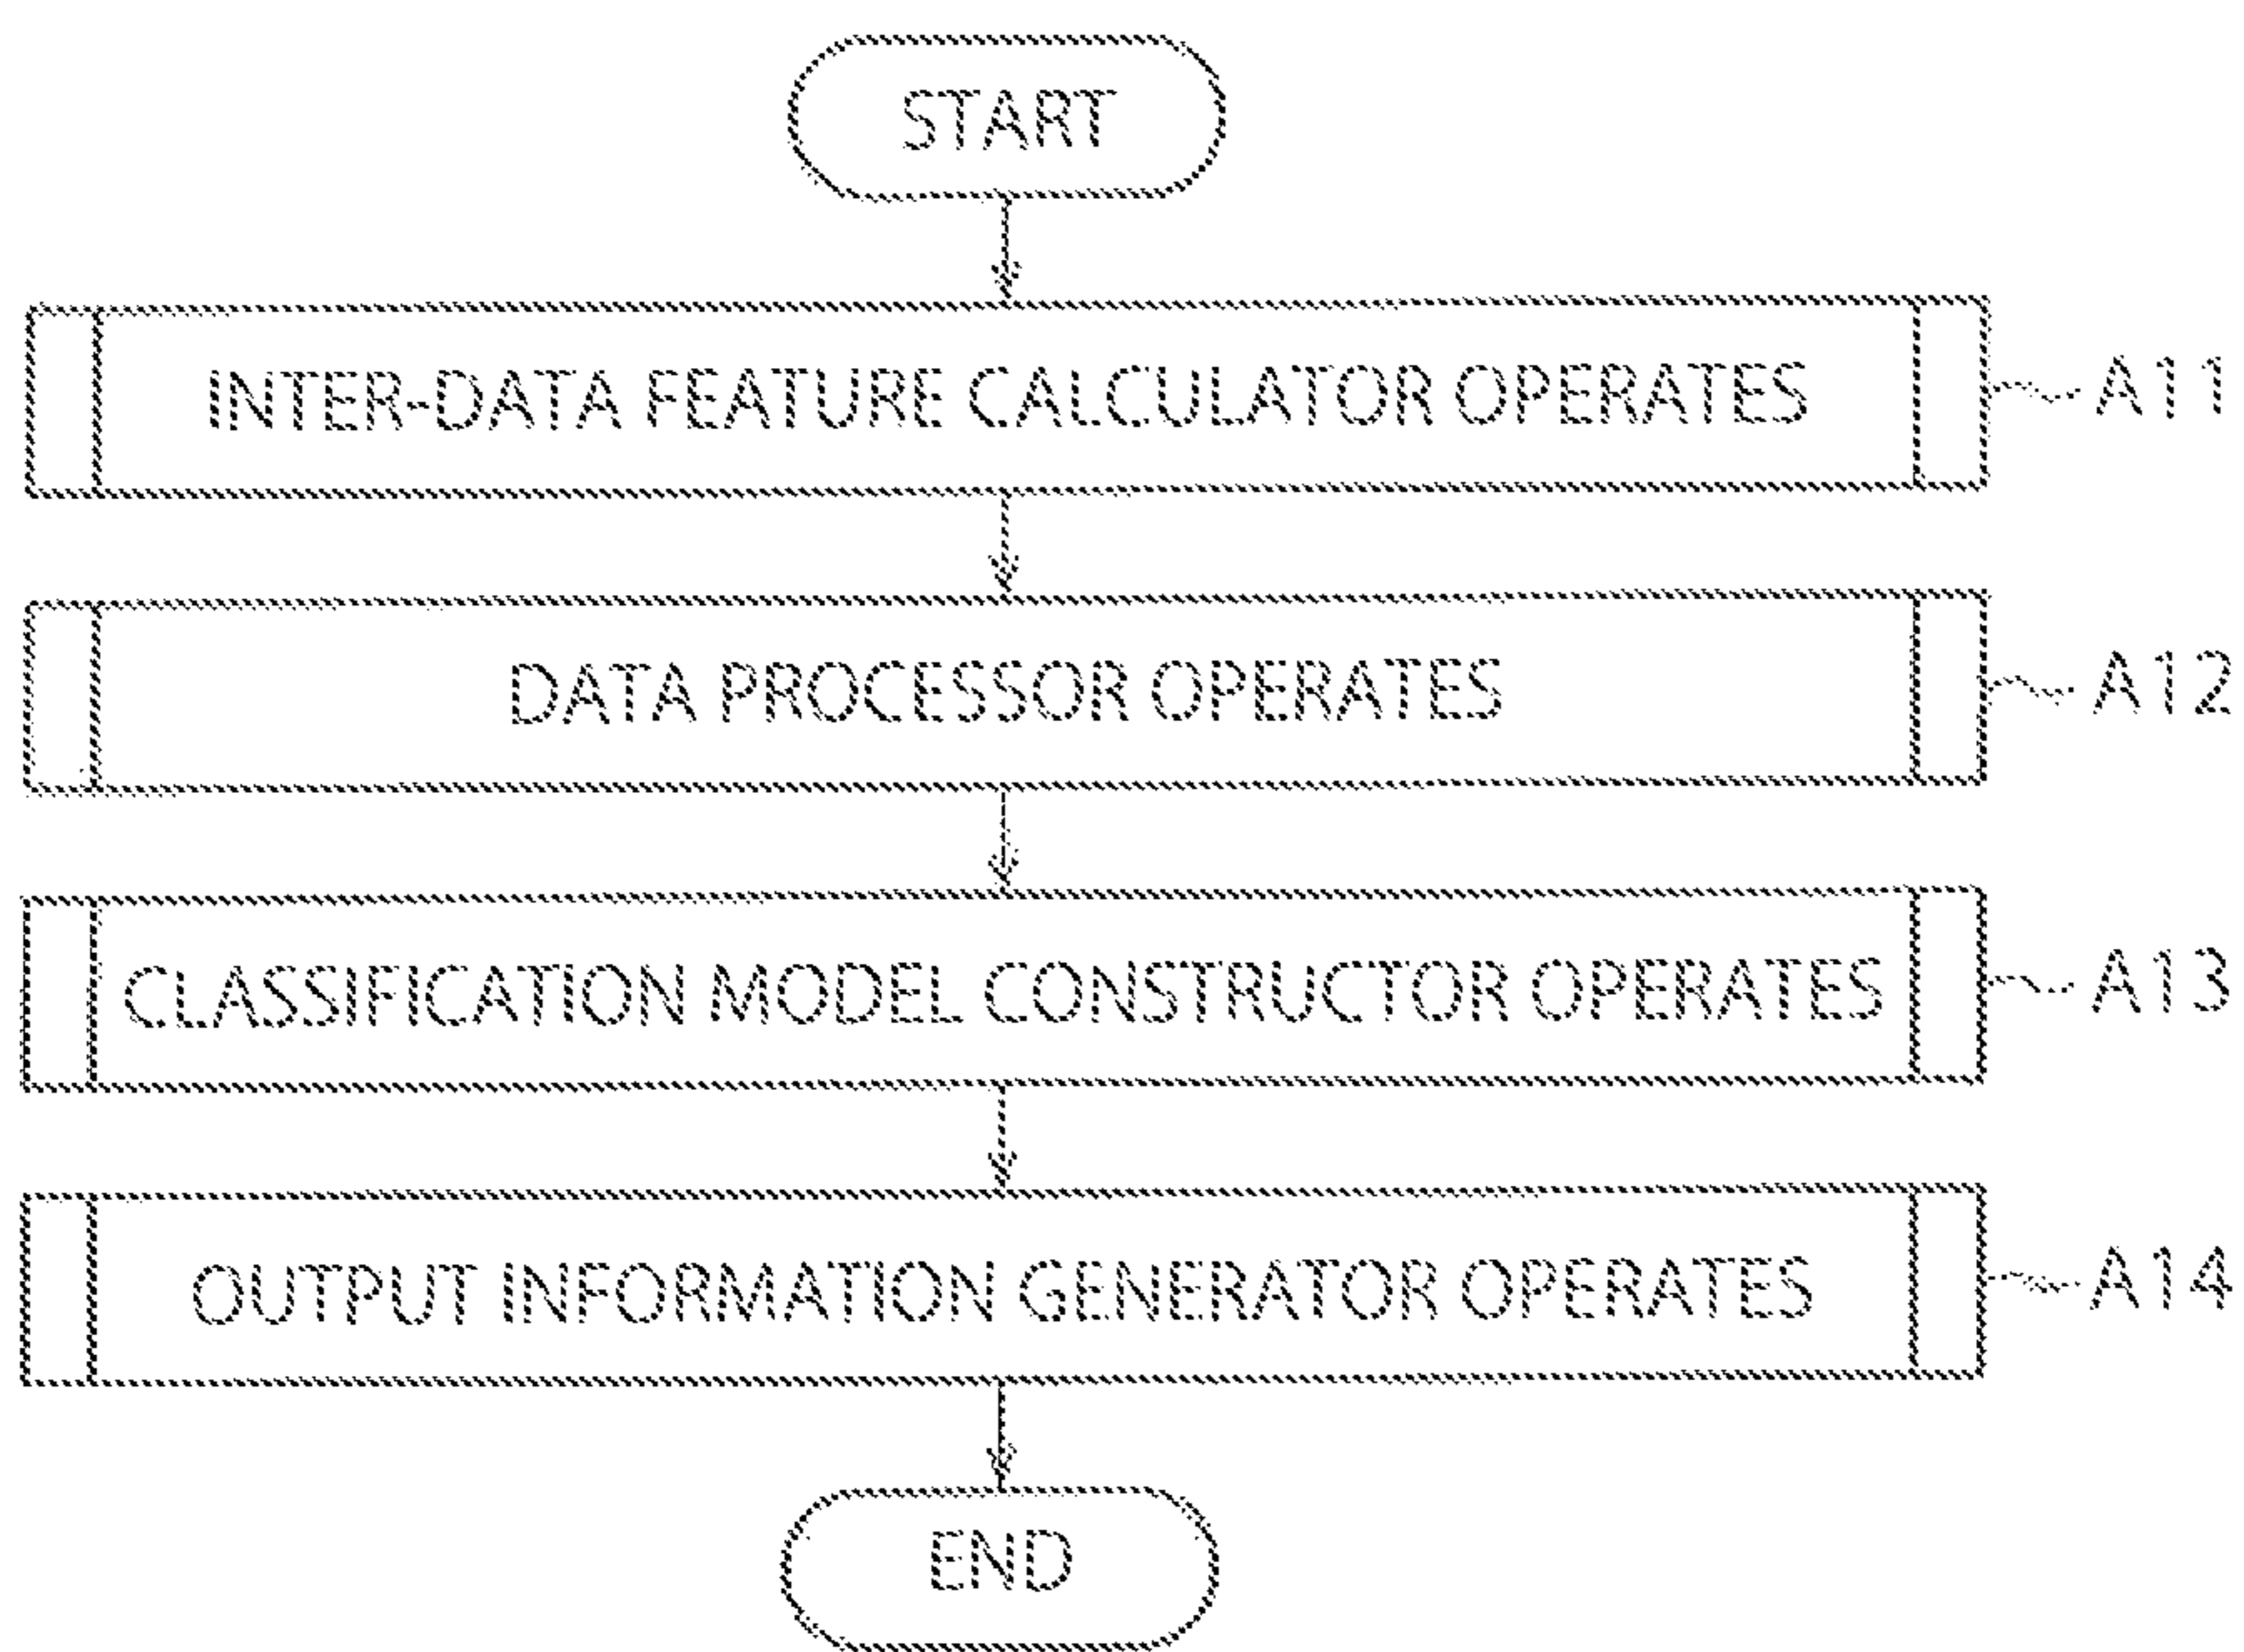 START
INTER-DATA FEATURE CALCULATOR OPERATES
A11
DATA PROCESSOR OPERATES
A12
CLASSIFICATION MODEL CONSTRUCTOR OPERATES
A13
OUTPUT INFORMATION GENERATOR OPERATES
A14
END